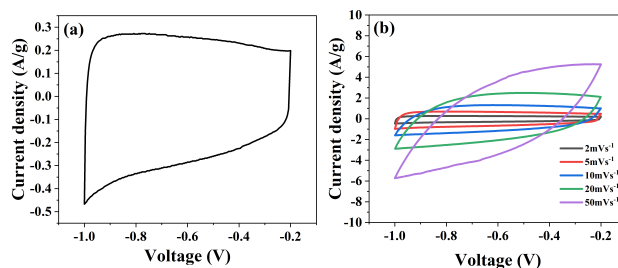 (a)
Current density (A/g)
0.3
0.2
0.1
0.0
-0.1
-0.2
-0.3
-0.4
-0.5
-1.0
-0.8
-0.6
-0.4
-0.2
Voltage (V)
(b)
Current density (A/g)
10
8
6
4
2
0
-2
-4
-6
-8
-10
2mVs⁻¹
5mVs⁻¹
10mVs⁻¹
20mVs⁻¹
50mVs⁻¹
-1.0
-0.8
-0.6
-0.4
-0.2
Voltage (V)